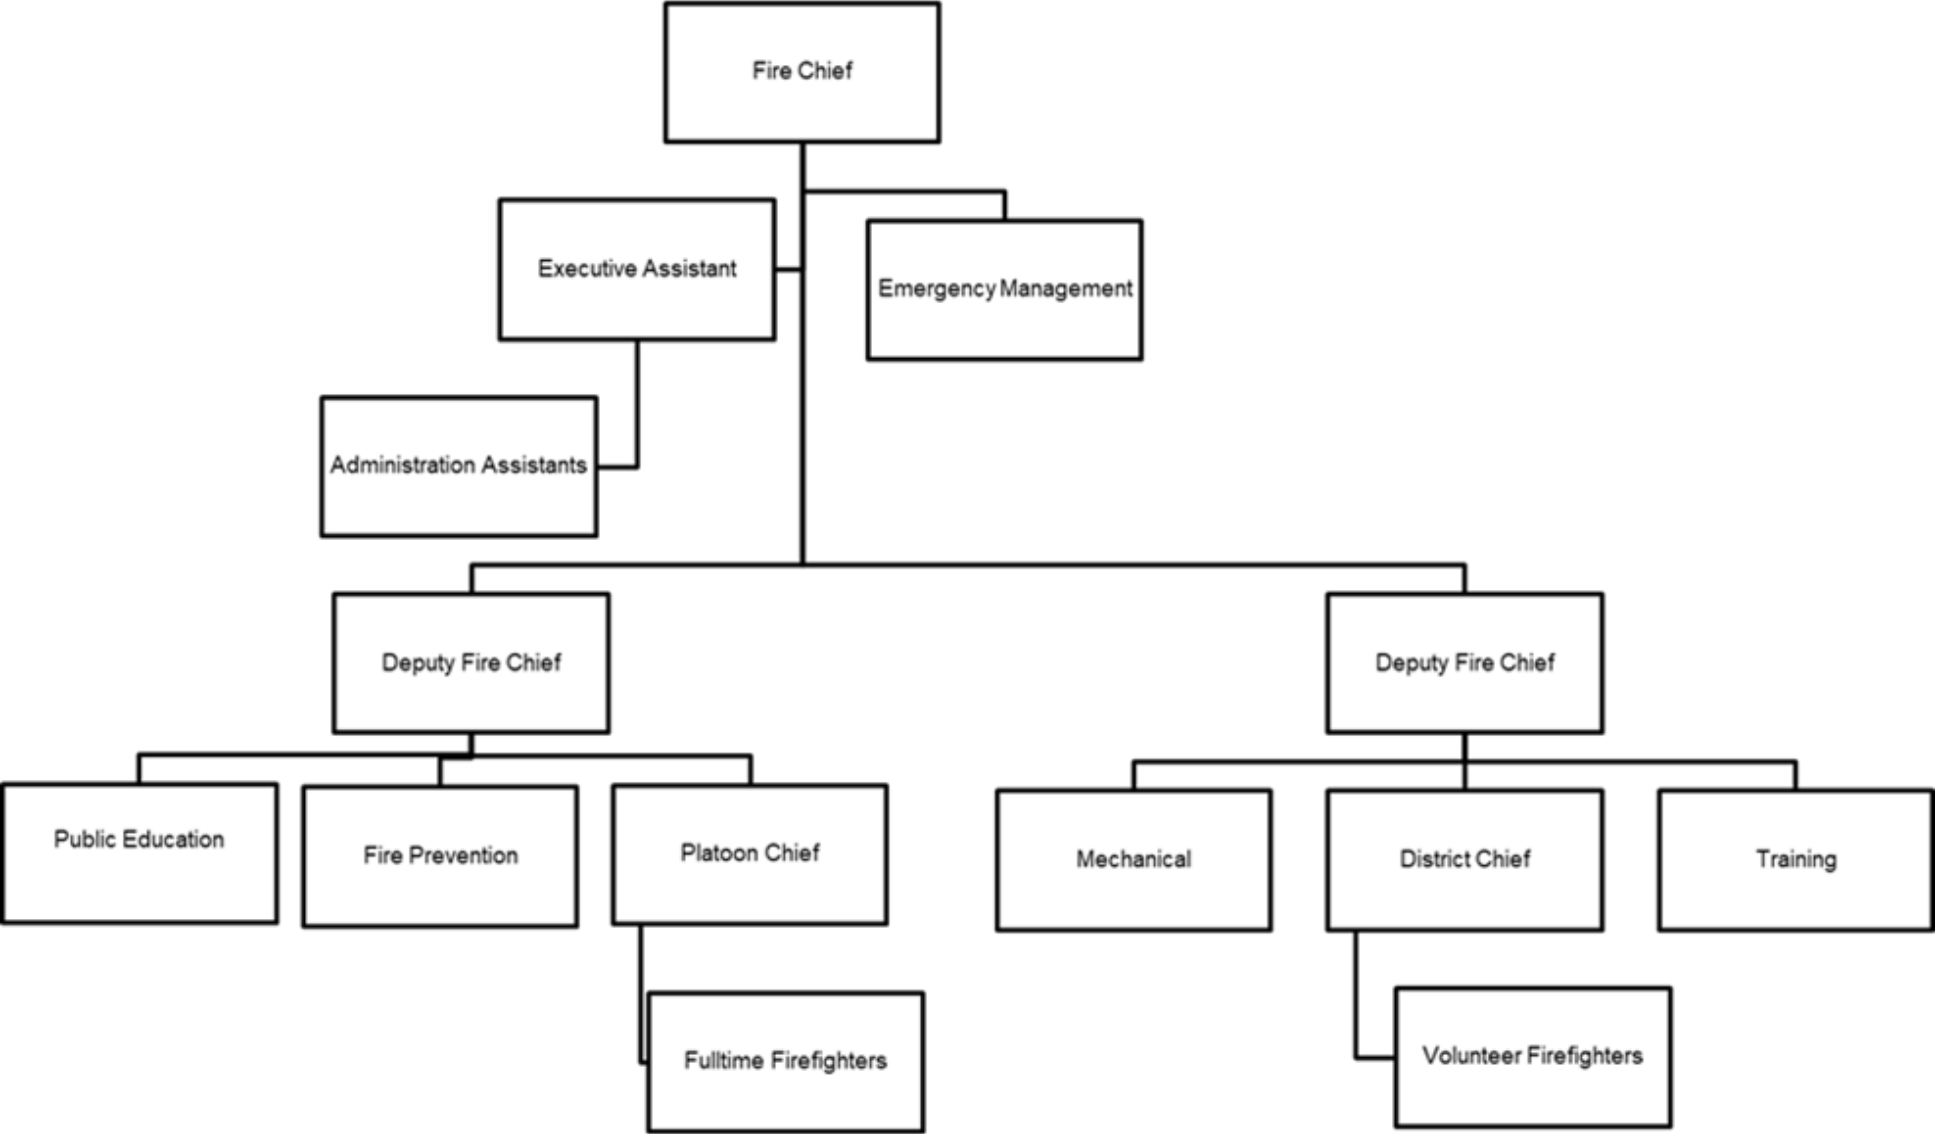 Fire Chief
Executive Assistant
Emergency Management
Administration Assistants
Deputy Fire Chief
Deputy Fire Chief
Public Education
Fire Prevention
Platoon Chief
Mechanical
District Chief
Training
Fulltime Firefighters
Volunteer Firefighters